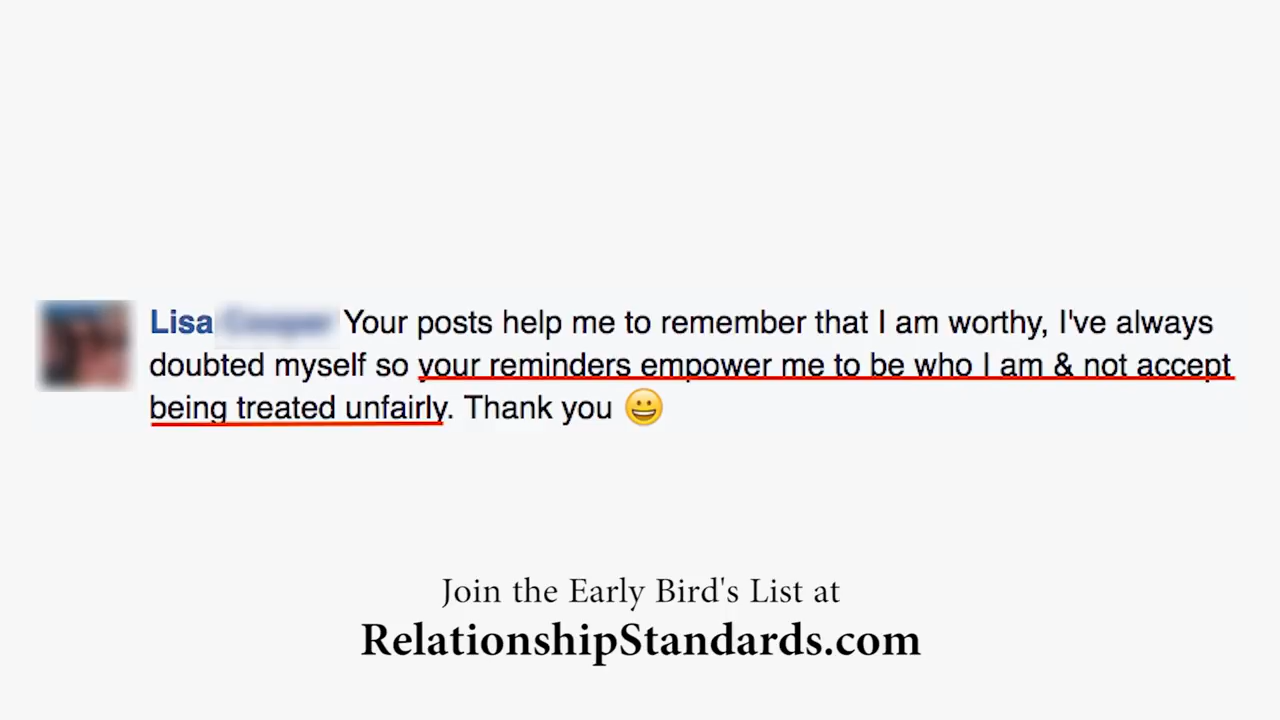 Lisa Your posts help me to remember that I am worthy, I've always
doubted myself so your reminders empower me to be who I am & not accept
being treated unfairly. Thank you 😀
Join the Early Bird's List at
RelationshipStandards.com